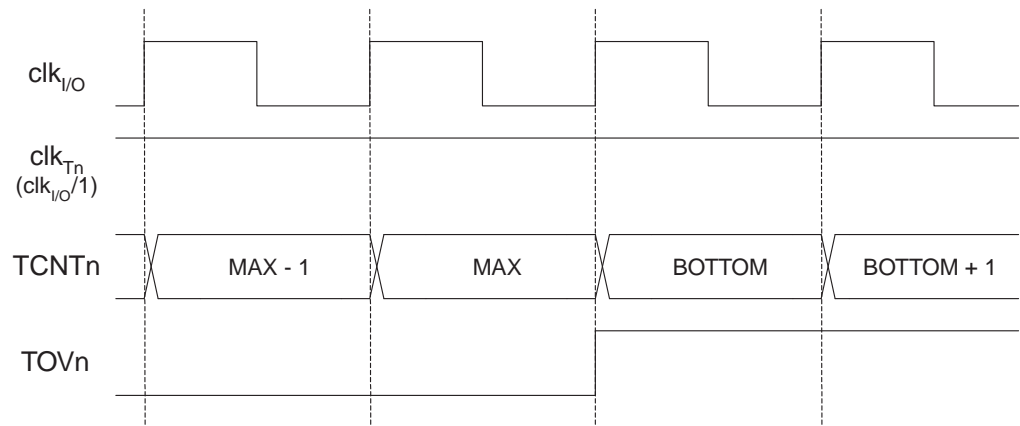 clkI/O
clkTn
(clkI/O/1)
TCNTn
MAX - 1
MAX
BOTTOM
BOTTOM + 1
TOVn